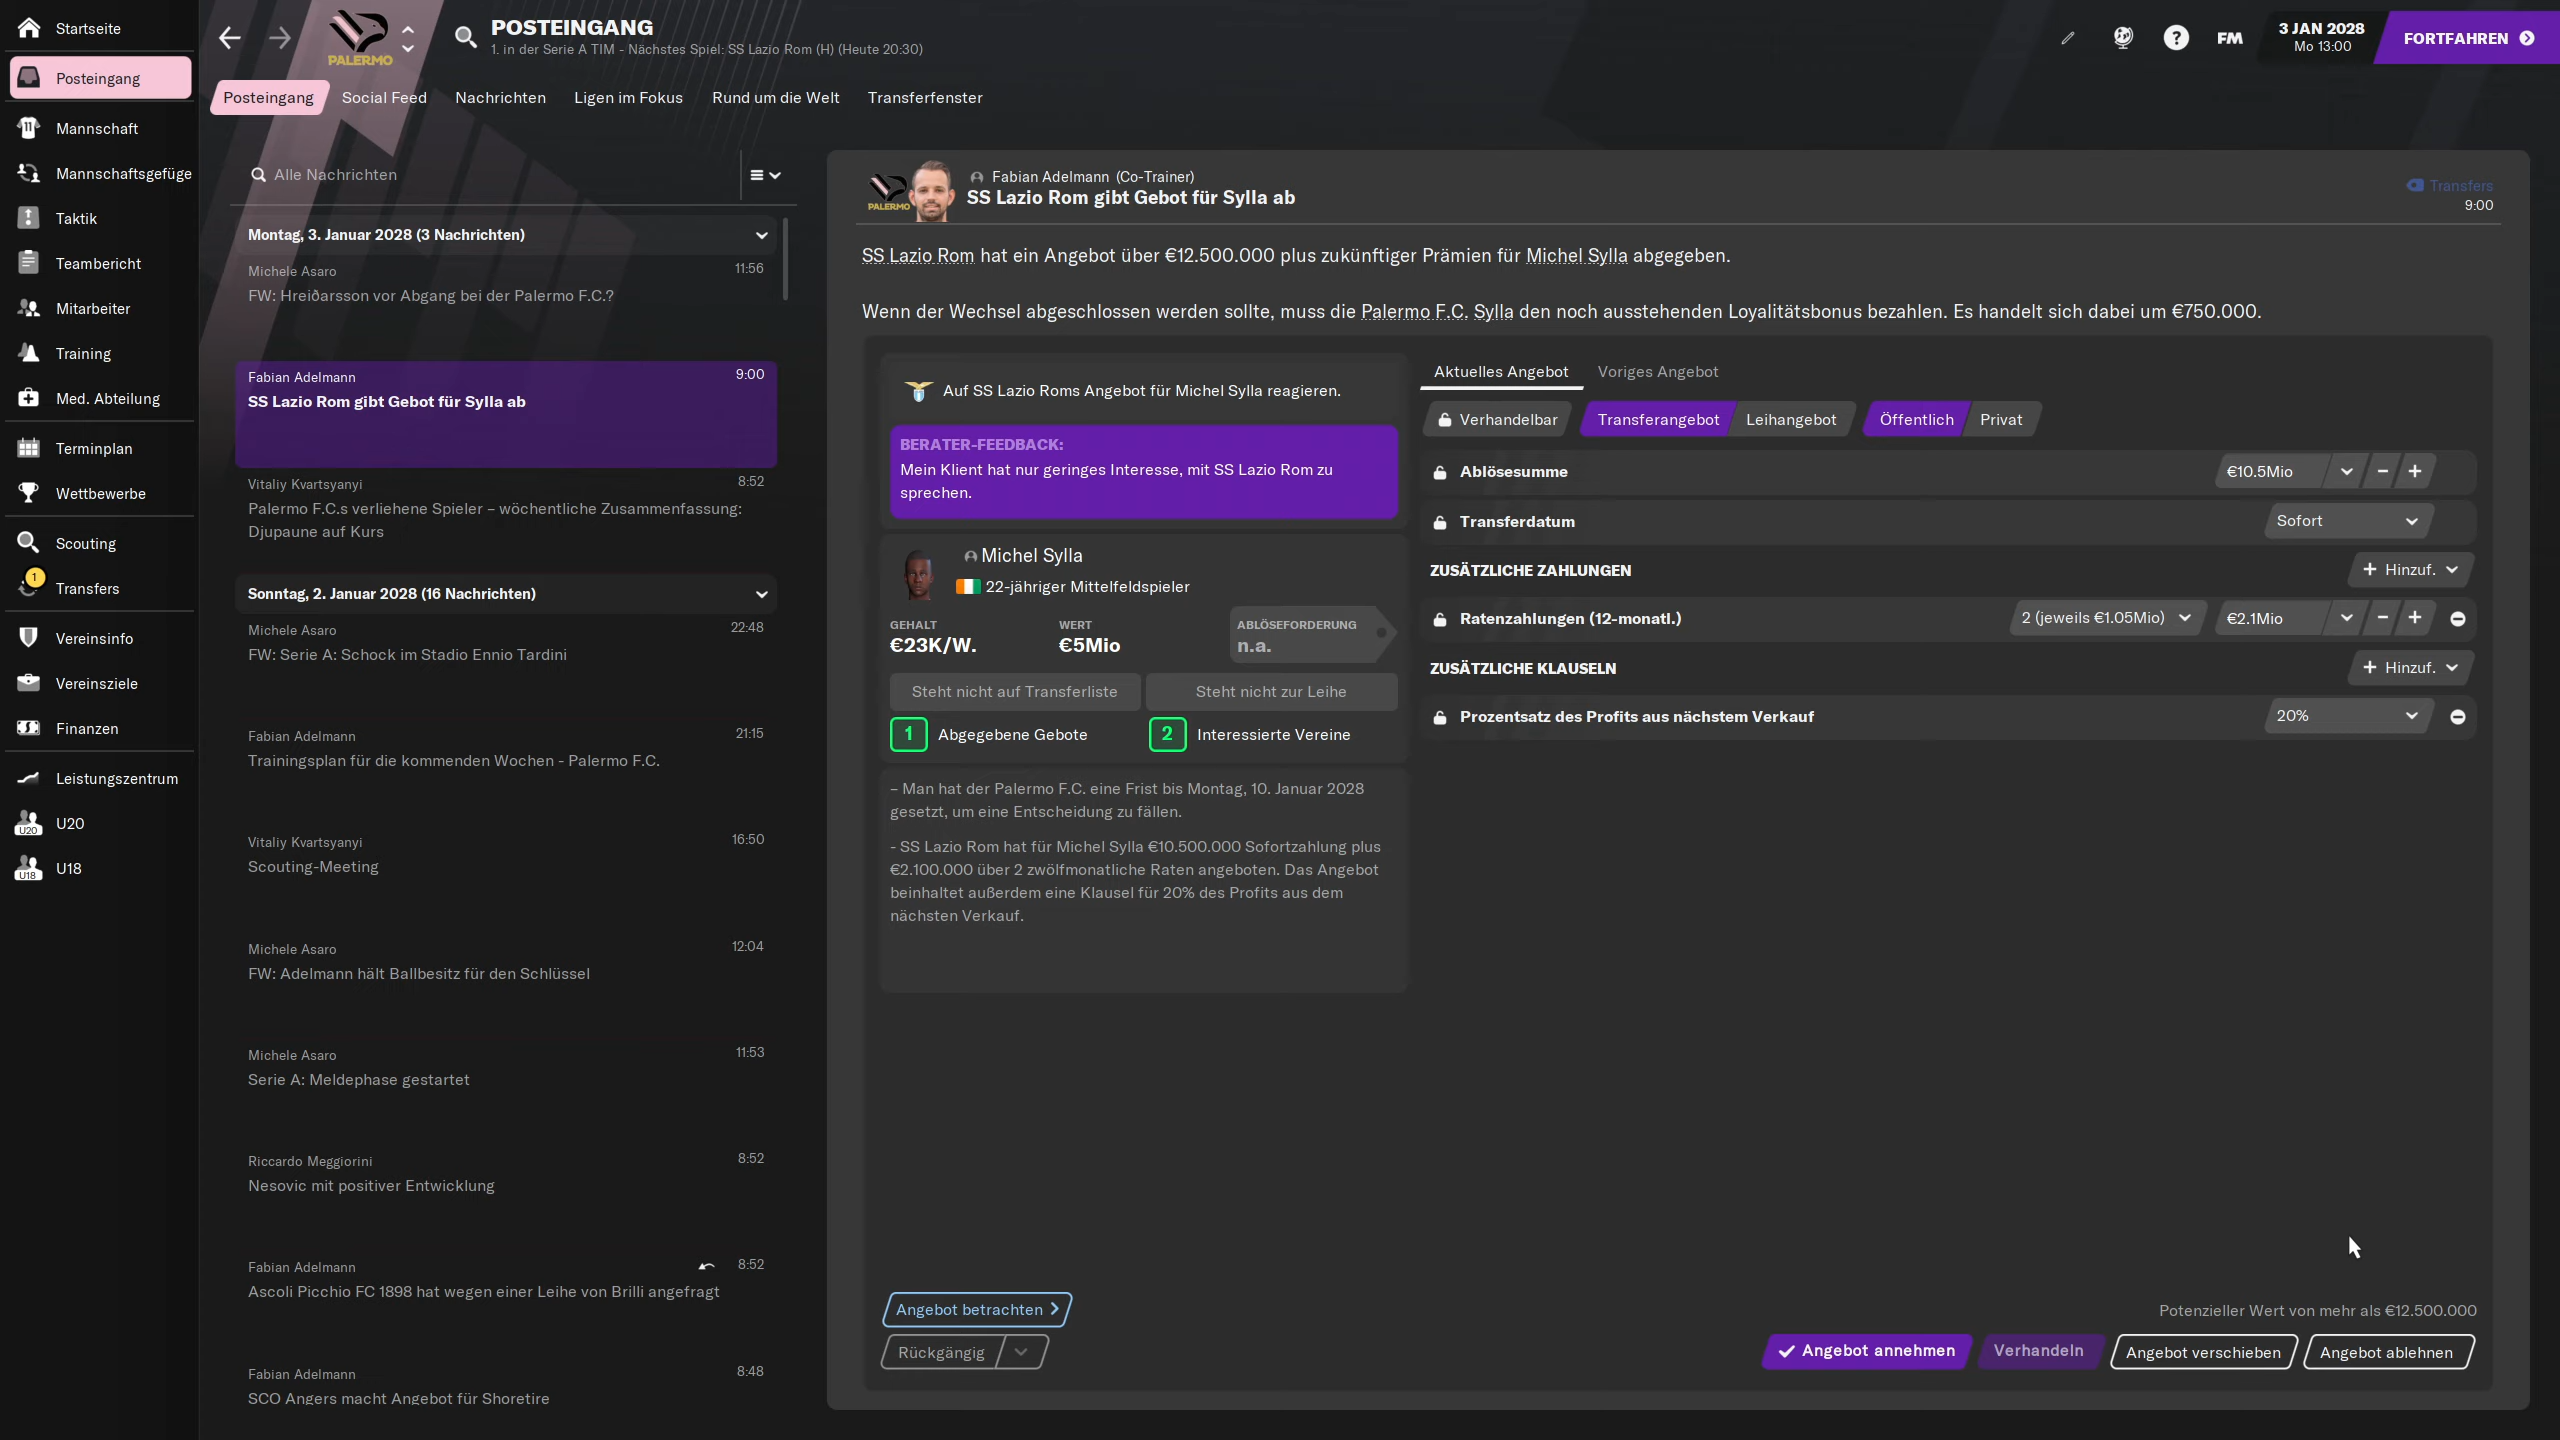 Startseite
Posteingang
Mannschaft
Mannschaftsgefüge
Taktik
Teambericht
Mitarbeiter
Training
Med. Abteilung
Terminplan
Wettbewerbe
Scouting
1
Transfers
Vereinsinfo
Vereinsziele
Finanzen
Leistungszentrum
U20
U20
U18
U18
PALERMO
POSTEINGANG
1. in der Serie A TIM - Nächstes Spiel: SS Lazio Rom (H) (Heute 20:30)
FM
3 JAN 2028
Mo 13:00
FORTFAHREN
Posteingang
Social Feed
Nachrichten
Ligen im Fokus
Rund um die Welt
Transferfenster
Alle Nachrichten
Montag, 3. Januar 2028 (3 Nachrichten)
Michele Asaro 11:56
FW: Hreiðarsson vor Abgang bei der Palermo F.C.?
Fabian Adelmann 9:00
SS Lazio Rom gibt Gebot für Sylla ab
Vitaliy Kvartsyanyi 8:52
Palermo F.C.s verliehene Spieler – wöchentliche Zusammenfassung:
Djupaune auf Kurs
Sonntag, 2. Januar 2028 (16 Nachrichten)
Michele Asaro 22:48
FW: Serie A: Schock im Stadio Ennio Tardini
Fabian Adelmann 21:15
Trainingsplan für die kommenden Wochen - Palermo F.C.
Vitaliy Kvartsyanyi 16:50
Scouting-Meeting
Michele Asaro 12:04
FW: Adelmann hält Ballbesitz für den Schlüssel
Michele Asaro 11:53
Serie A: Meldephase gestartet
Riccardo Meggiorini 8:52
Nesovic mit positiver Entwicklung
Fabian Adelmann 8:52
Ascoli Picchio FC 1898 hat wegen einer Leihe von Brilli angefragt
Fabian Adelmann 8:48
SCO Angers macht Angebot für Shoretire
PALERMO
Fabian Adelmann (Co-Trainer)
SS Lazio Rom gibt Gebot für Sylla ab
Transfers
9:00
SS Lazio Rom hat ein Angebot über €12.500.000 plus zukünftiger Prämien für Michel Sylla abgegeben.
Wenn der Wechsel abgeschlossen werden sollte, muss die Palermo F.C. Sylla den noch ausstehenden Loyalitätsbonus bezahlen. Es handelt sich dabei um €750.000.
Auf SS Lazio Roms Angebot für Michel Sylla reagieren.
BERATER-FEEDBACK:
Mein Klient hat nur geringes Interesse, mit SS Lazio Rom zu
sprechen.
Michel Sylla
22-jähriger Mittelfeldspieler
GEHALT
€23K/W.
WERT
€5Mio
ABLÖSEFORDERUNG
n.a.
Steht nicht auf Transferliste
Steht nicht zur Leihe
1 Abgegebene Gebote
2 Interessierte Vereine
– Man hat der Palermo F.C. eine Frist bis Montag, 10. Januar 2028
gesetzt, um eine Entscheidung zu fällen.
- SS Lazio Rom hat für Michel Sylla €10.500.000 Sofortzahlung plus
€2.100.000 über 2 zwölfmonatliche Raten angeboten. Das Angebot
beinhaltet außerdem eine Klausel für 20% des Profits aus dem
nächsten Verkauf.
Aktuelles Angebot
Voriges Angebot
Verhandelbar
Transferangebot
Leihangebot
Öffentlich
Privat
Ablösesumme €10.5Mio
Transferdatum Sofort
ZUSÄTZLICHE ZAHLUNGEN Hinzuf.
Ratenzahlungen (12-monatl.) 2 (jeweils €1.05Mio) €2.1Mio
ZUSÄTZLICHE KLAUSELN Hinzuf.
Prozentsatz des Profits aus nächstem Verkauf 20%
Angebot betrachten
Rückgängig
Potenzieller Wert von mehr als €12.500.000
Angebot annehmen
Verhandeln
Angebot verschieben
Angebot ablehnen